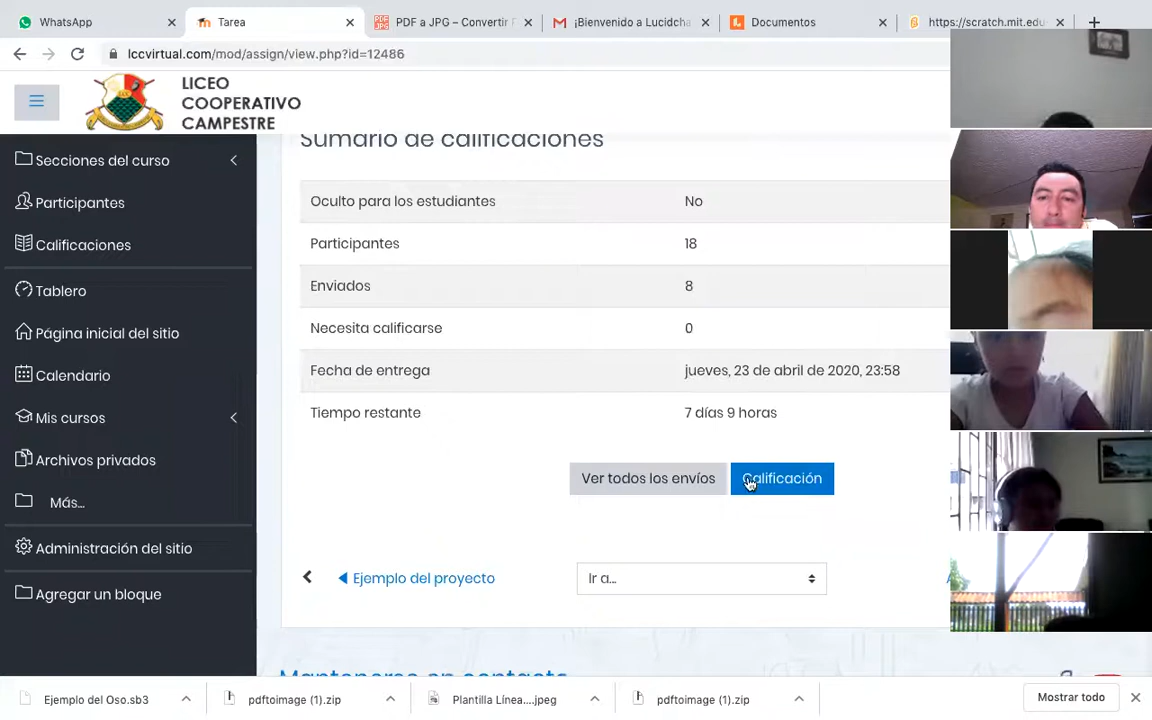 WhatsApp
Tarea
PDF a JPG – Convertir
¡Bienvenido a Lucidcha
Documentos
https://scratch.mit.edu
lccvirtual.com/mod/assign/view.php?id=12486
LICEO
COOPERATIVO
CAMPESTRE
Sumario de calificaciones
Secciones del curso
Participantes
Calificaciones
Tablero
Página inicial del sitio
Calendario
Mis cursos
Archivos privados
Más...
Administración del sitio
Agregar un bloque
Oculto para los estudiantes No
Participantes 18
Enviados 8
Necesita calificarse 0
Fecha de entrega jueves, 23 de abril de 2020, 23:58
Tiempo restante 7 días 9 horas
Ver todos los envíos Calificación
◀ Ejemplo del proyecto
Ir a...
Mantenerse en contacto
Ejemplo del Oso.sb3
pdftoimage (1).zip
Plantilla Línea....jpeg
pdftoimage (1).zip
Mostrar todo